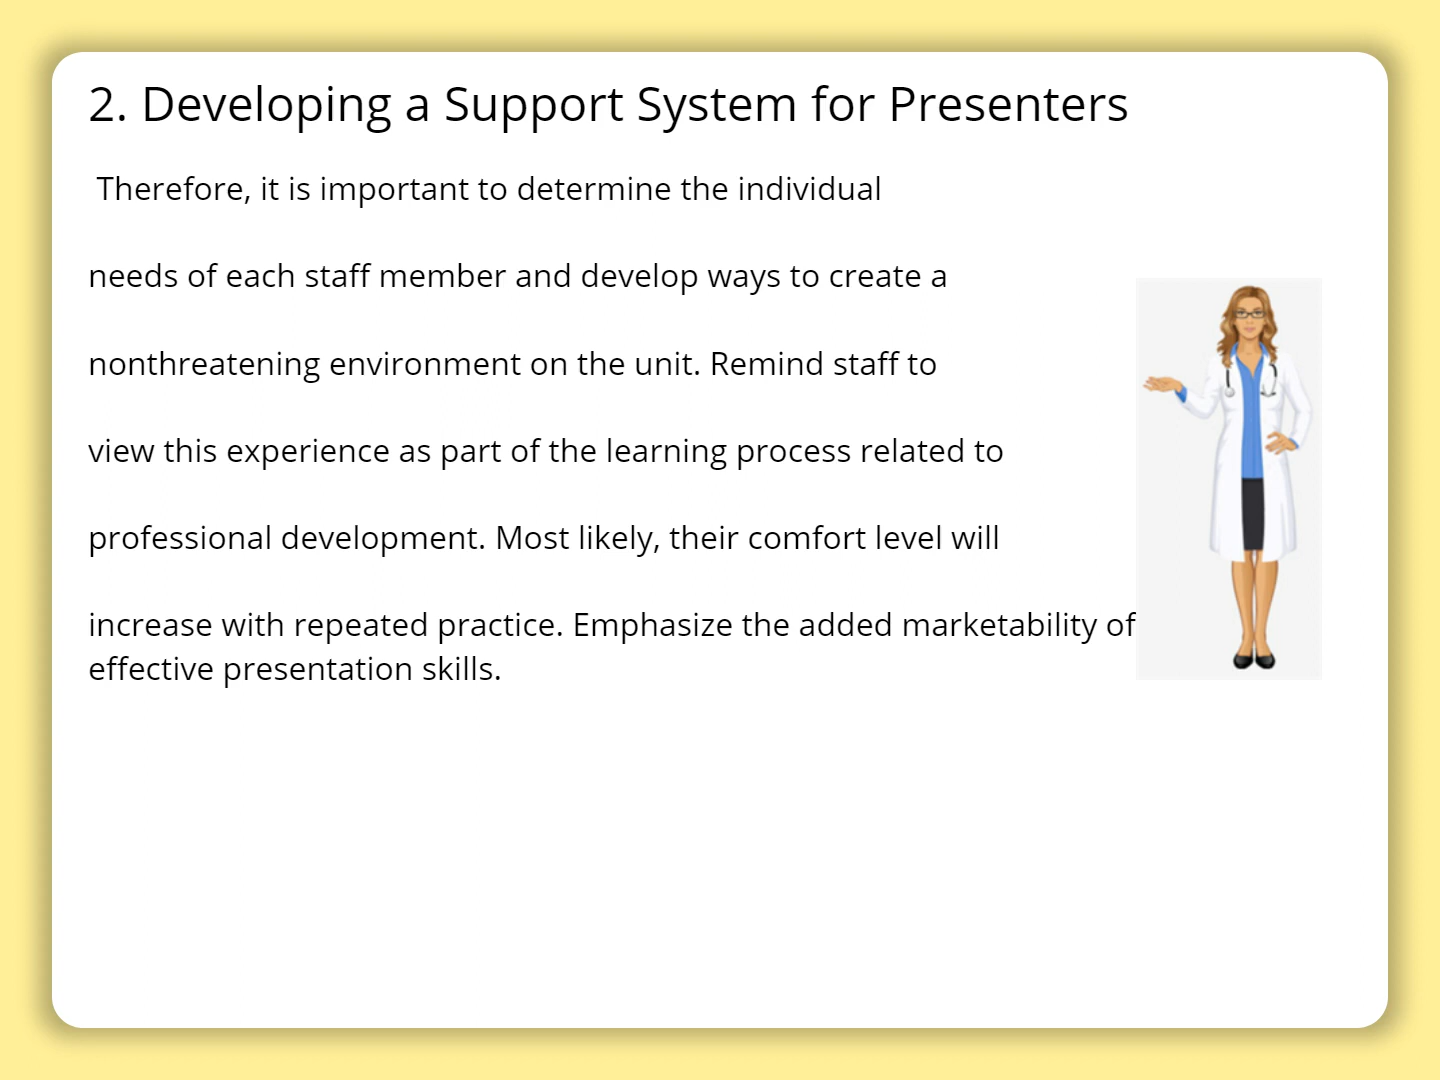 2. Developing a Support System for Presenters
Therefore, it is important to determine the individual
needs of each staff member and develop ways to create a
nonthreatening environment on the unit. Remind staff to
view this experience as part of the learning process related to
professional development. Most likely, their comfort level will
increase with repeated practice. Emphasize the added marketability of
effective presentation skills.